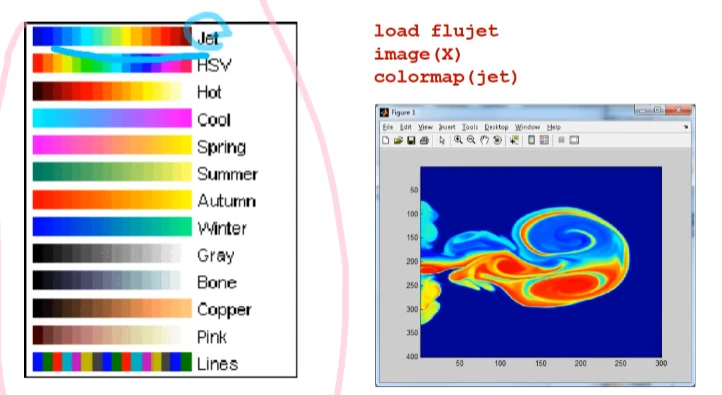 Jet
HSV
Hot
Cool
Spring
Summer
Autumn
Winter
Gray
Bone
Copper
Pink
Lines
load flujet
image(X)
colormap(jet)
Figure 1
File Edit View Insert Tools Desktop Window Help
50
100
150
200
250
300
350
400
50 100 150 200 250 300